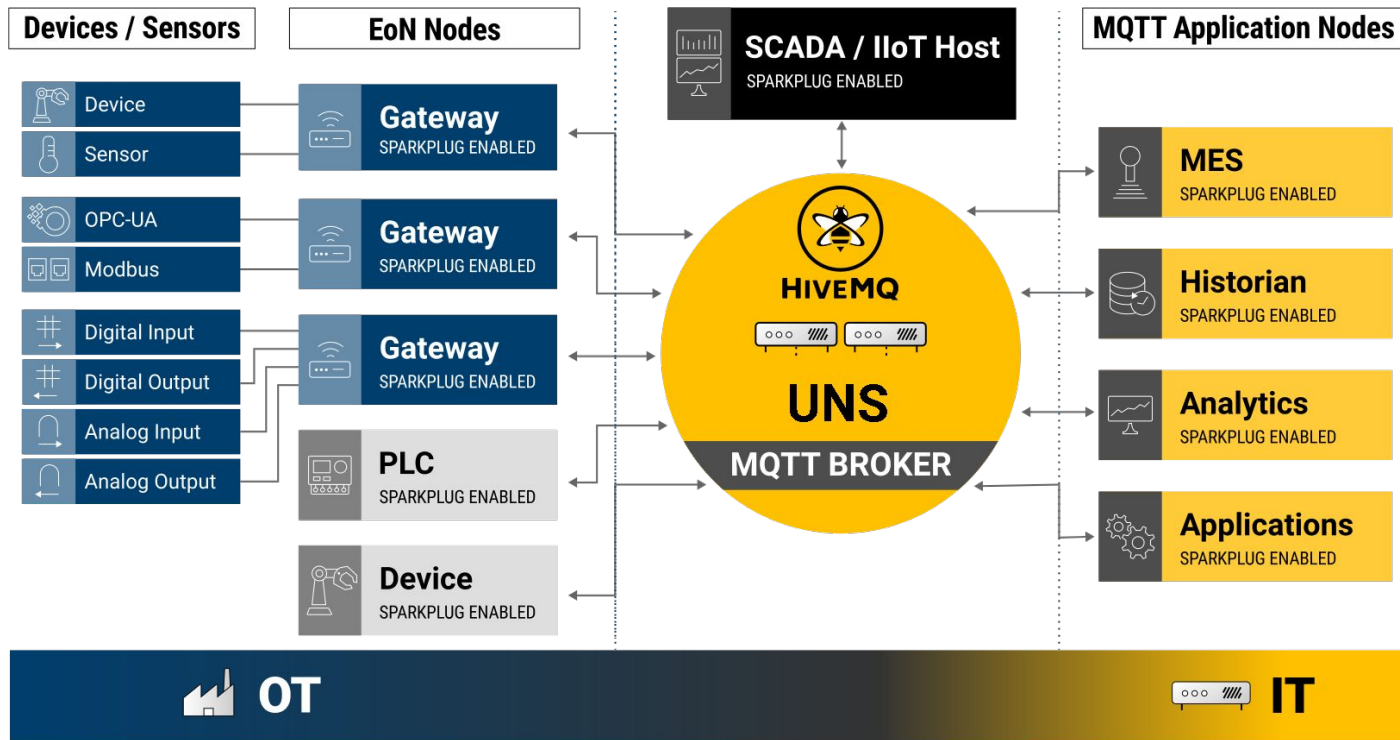 Devices / Sensors
EoN Nodes
SCADA / IIoT Host
SPARKPLUG ENABLED
MQTT Application Nodes
Device
Sensor
Gateway
SPARKPLUG ENABLED
OPC-UA
Modbus
Gateway
SPARKPLUG ENABLED
Digital Input
Digital Output
Analog Input
Analog Output
Gateway
SPARKPLUG ENABLED
PLC
SPARKPLUG ENABLED
Device
SPARKPLUG ENABLED
HIVEMQ
UNS
MQTT BROKER
MES
SPARKPLUG ENABLED
Historian
SPARKPLUG ENABLED
Analytics
SPARKPLUG ENABLED
Applications
SPARKPLUG ENABLED
OT
IT